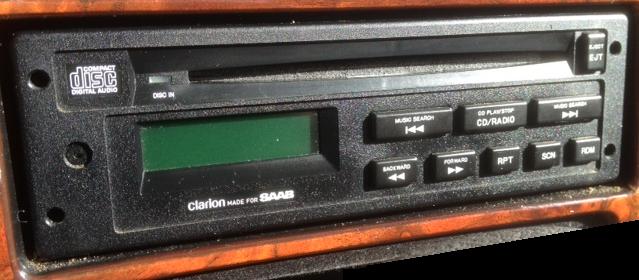 EJECT
EJT
COMPACT
disc
DIGITAL AUDIO
DISC IN
MUSIC SEARCH
CD PLAY/STOP
CD/RADIO
MUSIC SEARCH
BACKWARD
FORWARD
RPT
SCN
RDM
clarion MADE FOR SAAB